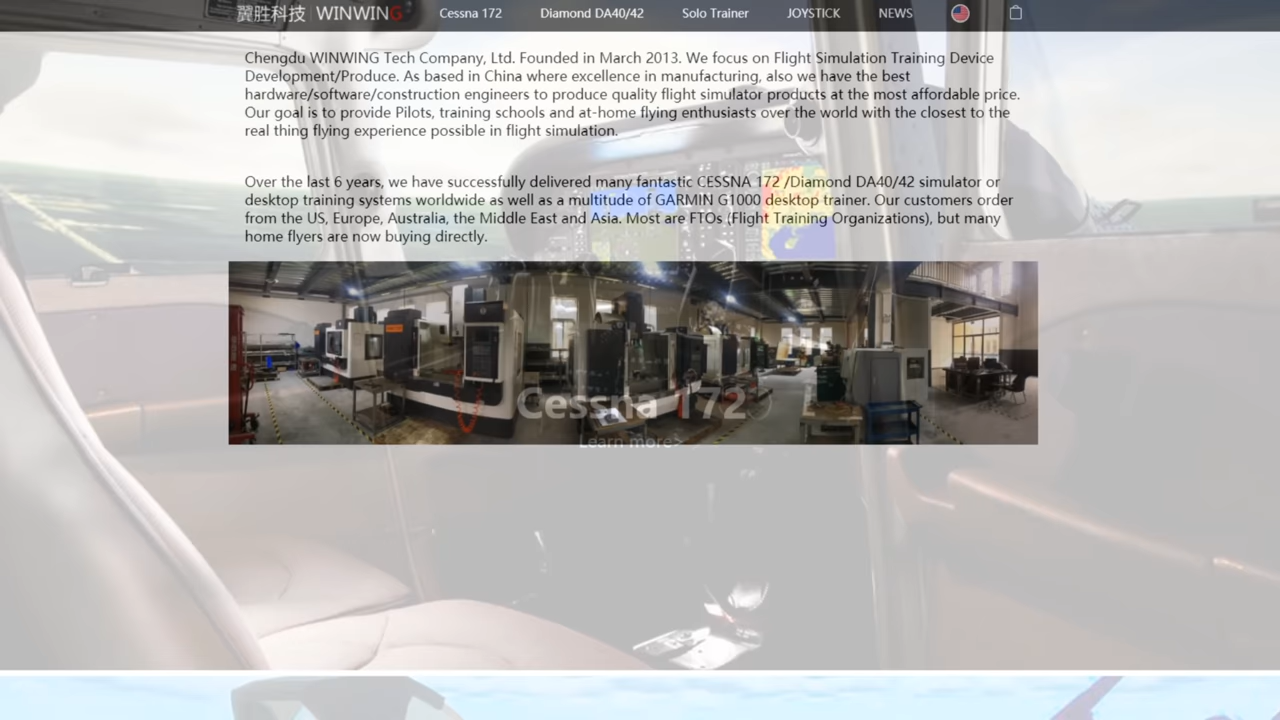 翼胜科技 | WINWING Cessna 172 Diamond DA40/42 Solo Trainer JOYSTICK NEWS
Chengdu WINWING Tech Company, Ltd. Founded in March 2013. We focus on Flight Simulation Training Device
Development/Produce. As based in China where excellence in manufacturing, also we have the best
hardware/software/construction engineers to produce quality flight simulator products at the most affordable price.
Our goal is to provide Pilots, training schools and at-home flying enthusiasts over the world with the closest to the
real thing flying experience possible in flight simulation.
Over the last 6 years, we have successfully delivered many fantastic CESSNA 172 /Diamond DA40/42 simulator or
desktop training systems worldwide as well as a multitude of GARMIN G1000 desktop trainer. Our customers order
from the US, Europe, Australia, the Middle East and Asia. Most are FTOs (Flight Training Organizations), but many
home flyers are now buying directly.
Cessna 172
Learn more>